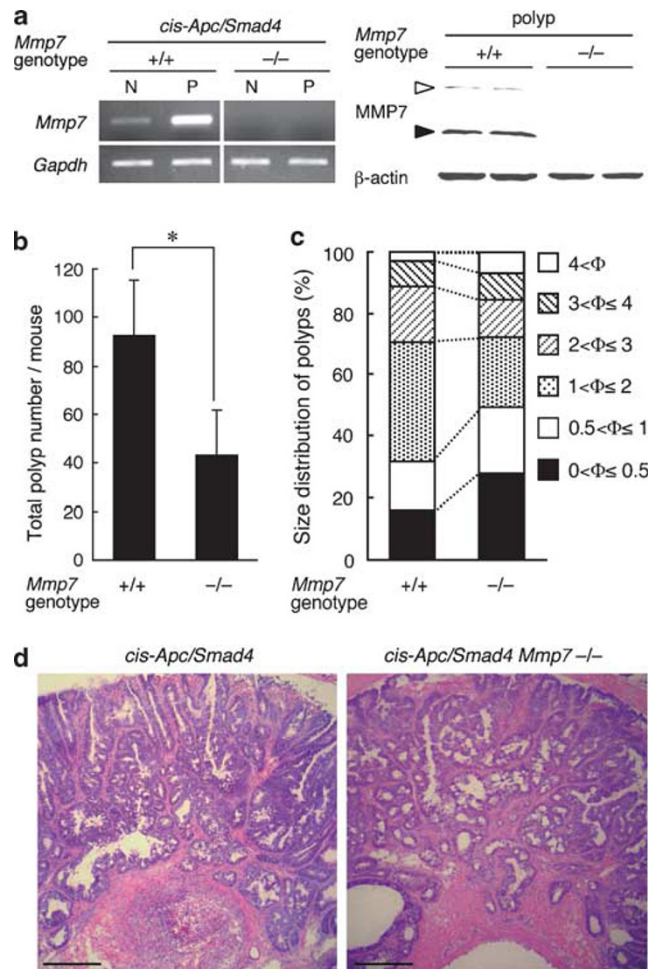 a
cis-Apc/Smad4
Mmp7 genotype
+/+ –/–
N P N P
Mmp7
Gapdh
polyp
Mmp7 genotype
+/+ –/–
MMP7
β-actin
b
*
Total polyp number / mouse
120
100
80
60
40
20
0
Mmp7 genotype
+/+ –/–
c
Size distribution of polyps (%)
100
80
60
40
20
0
Mmp7 genotype
+/+ –/–
4<Φ
3<Φ≤ 4
2<Φ≤ 3
1<Φ≤ 2
0.5<Φ≤ 1
0<Φ≤ 0.5
d
cis-Apc/Smad4
cis-Apc/Smad4 Mmp7 –/–